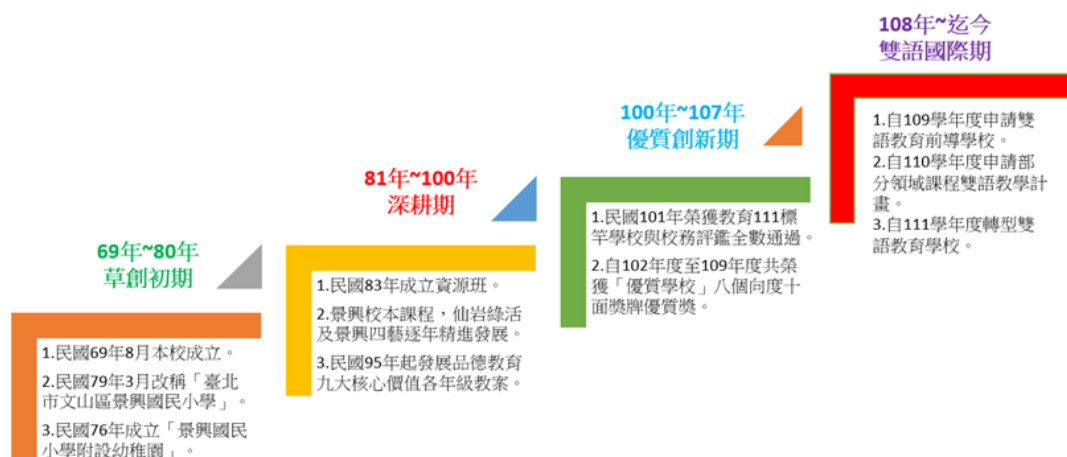 69年~80年
草創初期
1.民國69年8月本校成立。
2.民國79年3月改稱「臺北
市文山區景興國民小學」。
3.民國76年成立「景興國民
小學附設幼稚園」。
81年~100年
深耕期
1.民國83年成立資源班。
2.景興校本課程，仙岩綠活
及景興四藝逐年精進發展。
3.民國95年起發展品德教育
九大核心價值各年級教案。
100年~107年
優質創新期
1.民國101年榮獲教育111標
竿學校與校務評鑑全數通過。
2.自102年度至109年度共榮
獲「優質學校」八個向度十
面獎牌優質獎。
108年~迄今
雙語國際期
1.自109學年度申請雙
語教育前導學校。
2.自110學年度申請部
分領域課程雙語教學計
畫。
3.自111學年度轉型雙
語教育學校。